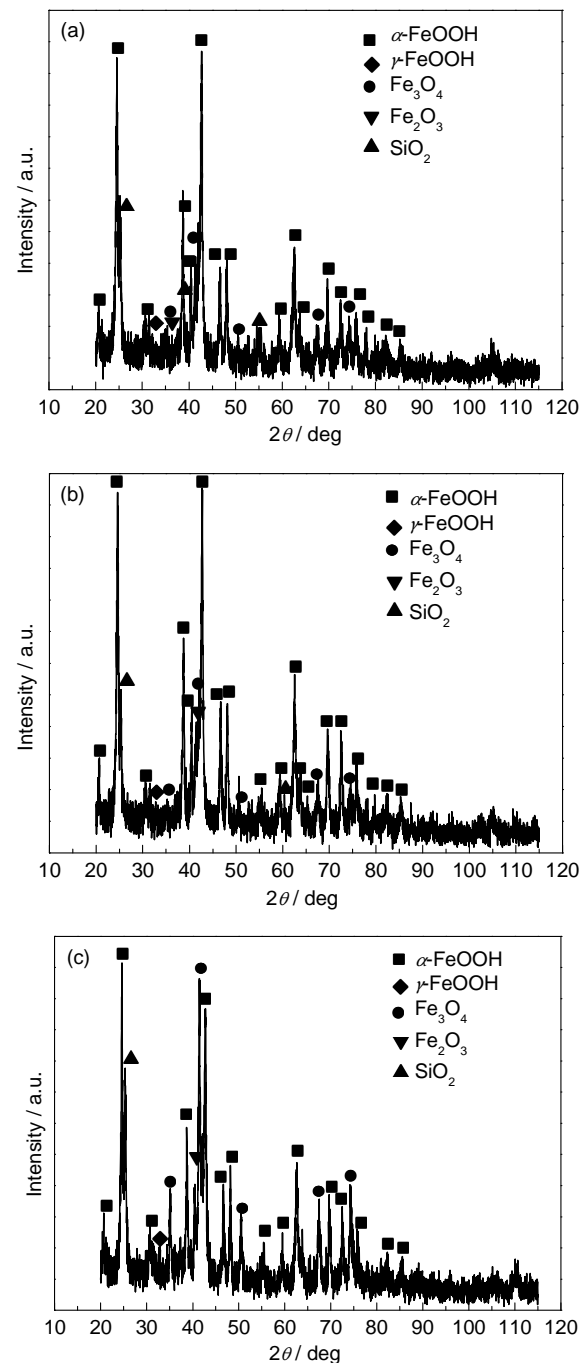 (a)
■ α-FeOOH
◆ γ-FeOOH
● Fe₃O₄
▼ Fe₂O₃
▲ SiO₂
Intensity / a.u.
10 20 30 40 50 60 70 80 90 100 110 120
2θ / deg
(b)
■ α-FeOOH
◆ γ-FeOOH
● Fe₃O₄
▼ Fe₂O₃
▲ SiO₂
Intensity / a.u.
10 20 30 40 50 60 70 80 90 100 110 120
2θ / deg
(c)
■ α-FeOOH
◆ γ-FeOOH
● Fe₃O₄
▼ Fe₂O₃
▲ SiO₂
Intensity / a.u.
10 20 30 40 50 60 70 80 90 100 110 120
2θ / deg